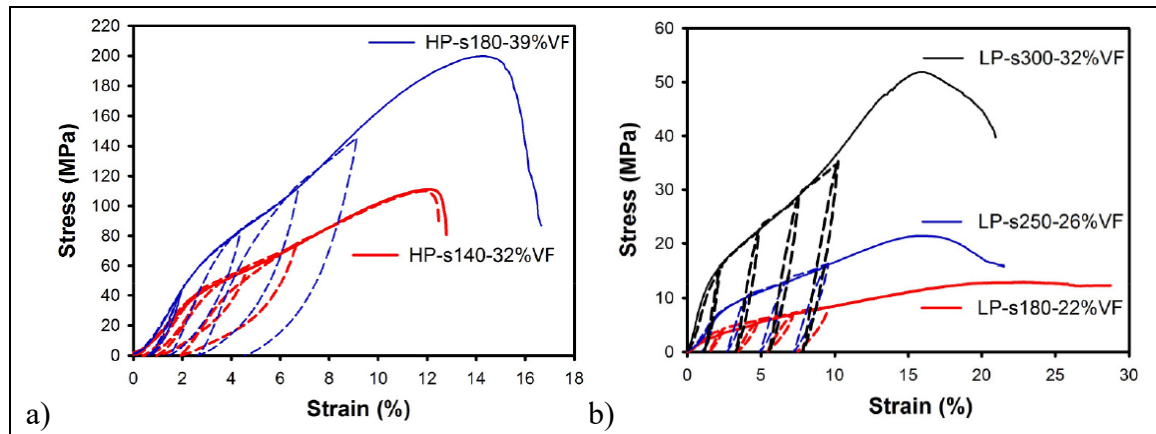 220
200
180
160
140
120
100
80
60
40
20
0
Stress (MPa)
HP-s180-39%VF
HP-s140-32%VF
0 2 4 6 8 10 12 14 16 18
Strain (%)
a)
60
50
40
30
20
10
0
Stress (MPa)
LP-s300-32%VF
LP-s250-26%VF
LP-s180-22%VF
0 5 10 15 20 25 30
Strain (%)
b)